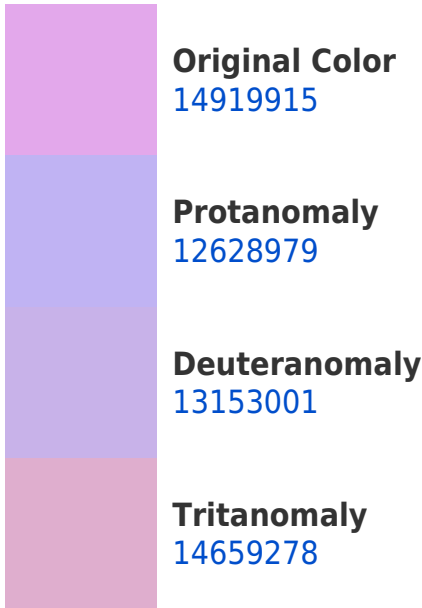 Original Color
14919915
Protanomaly
12628979
Deuteranomaly
13153001
Tritanomaly
14659278